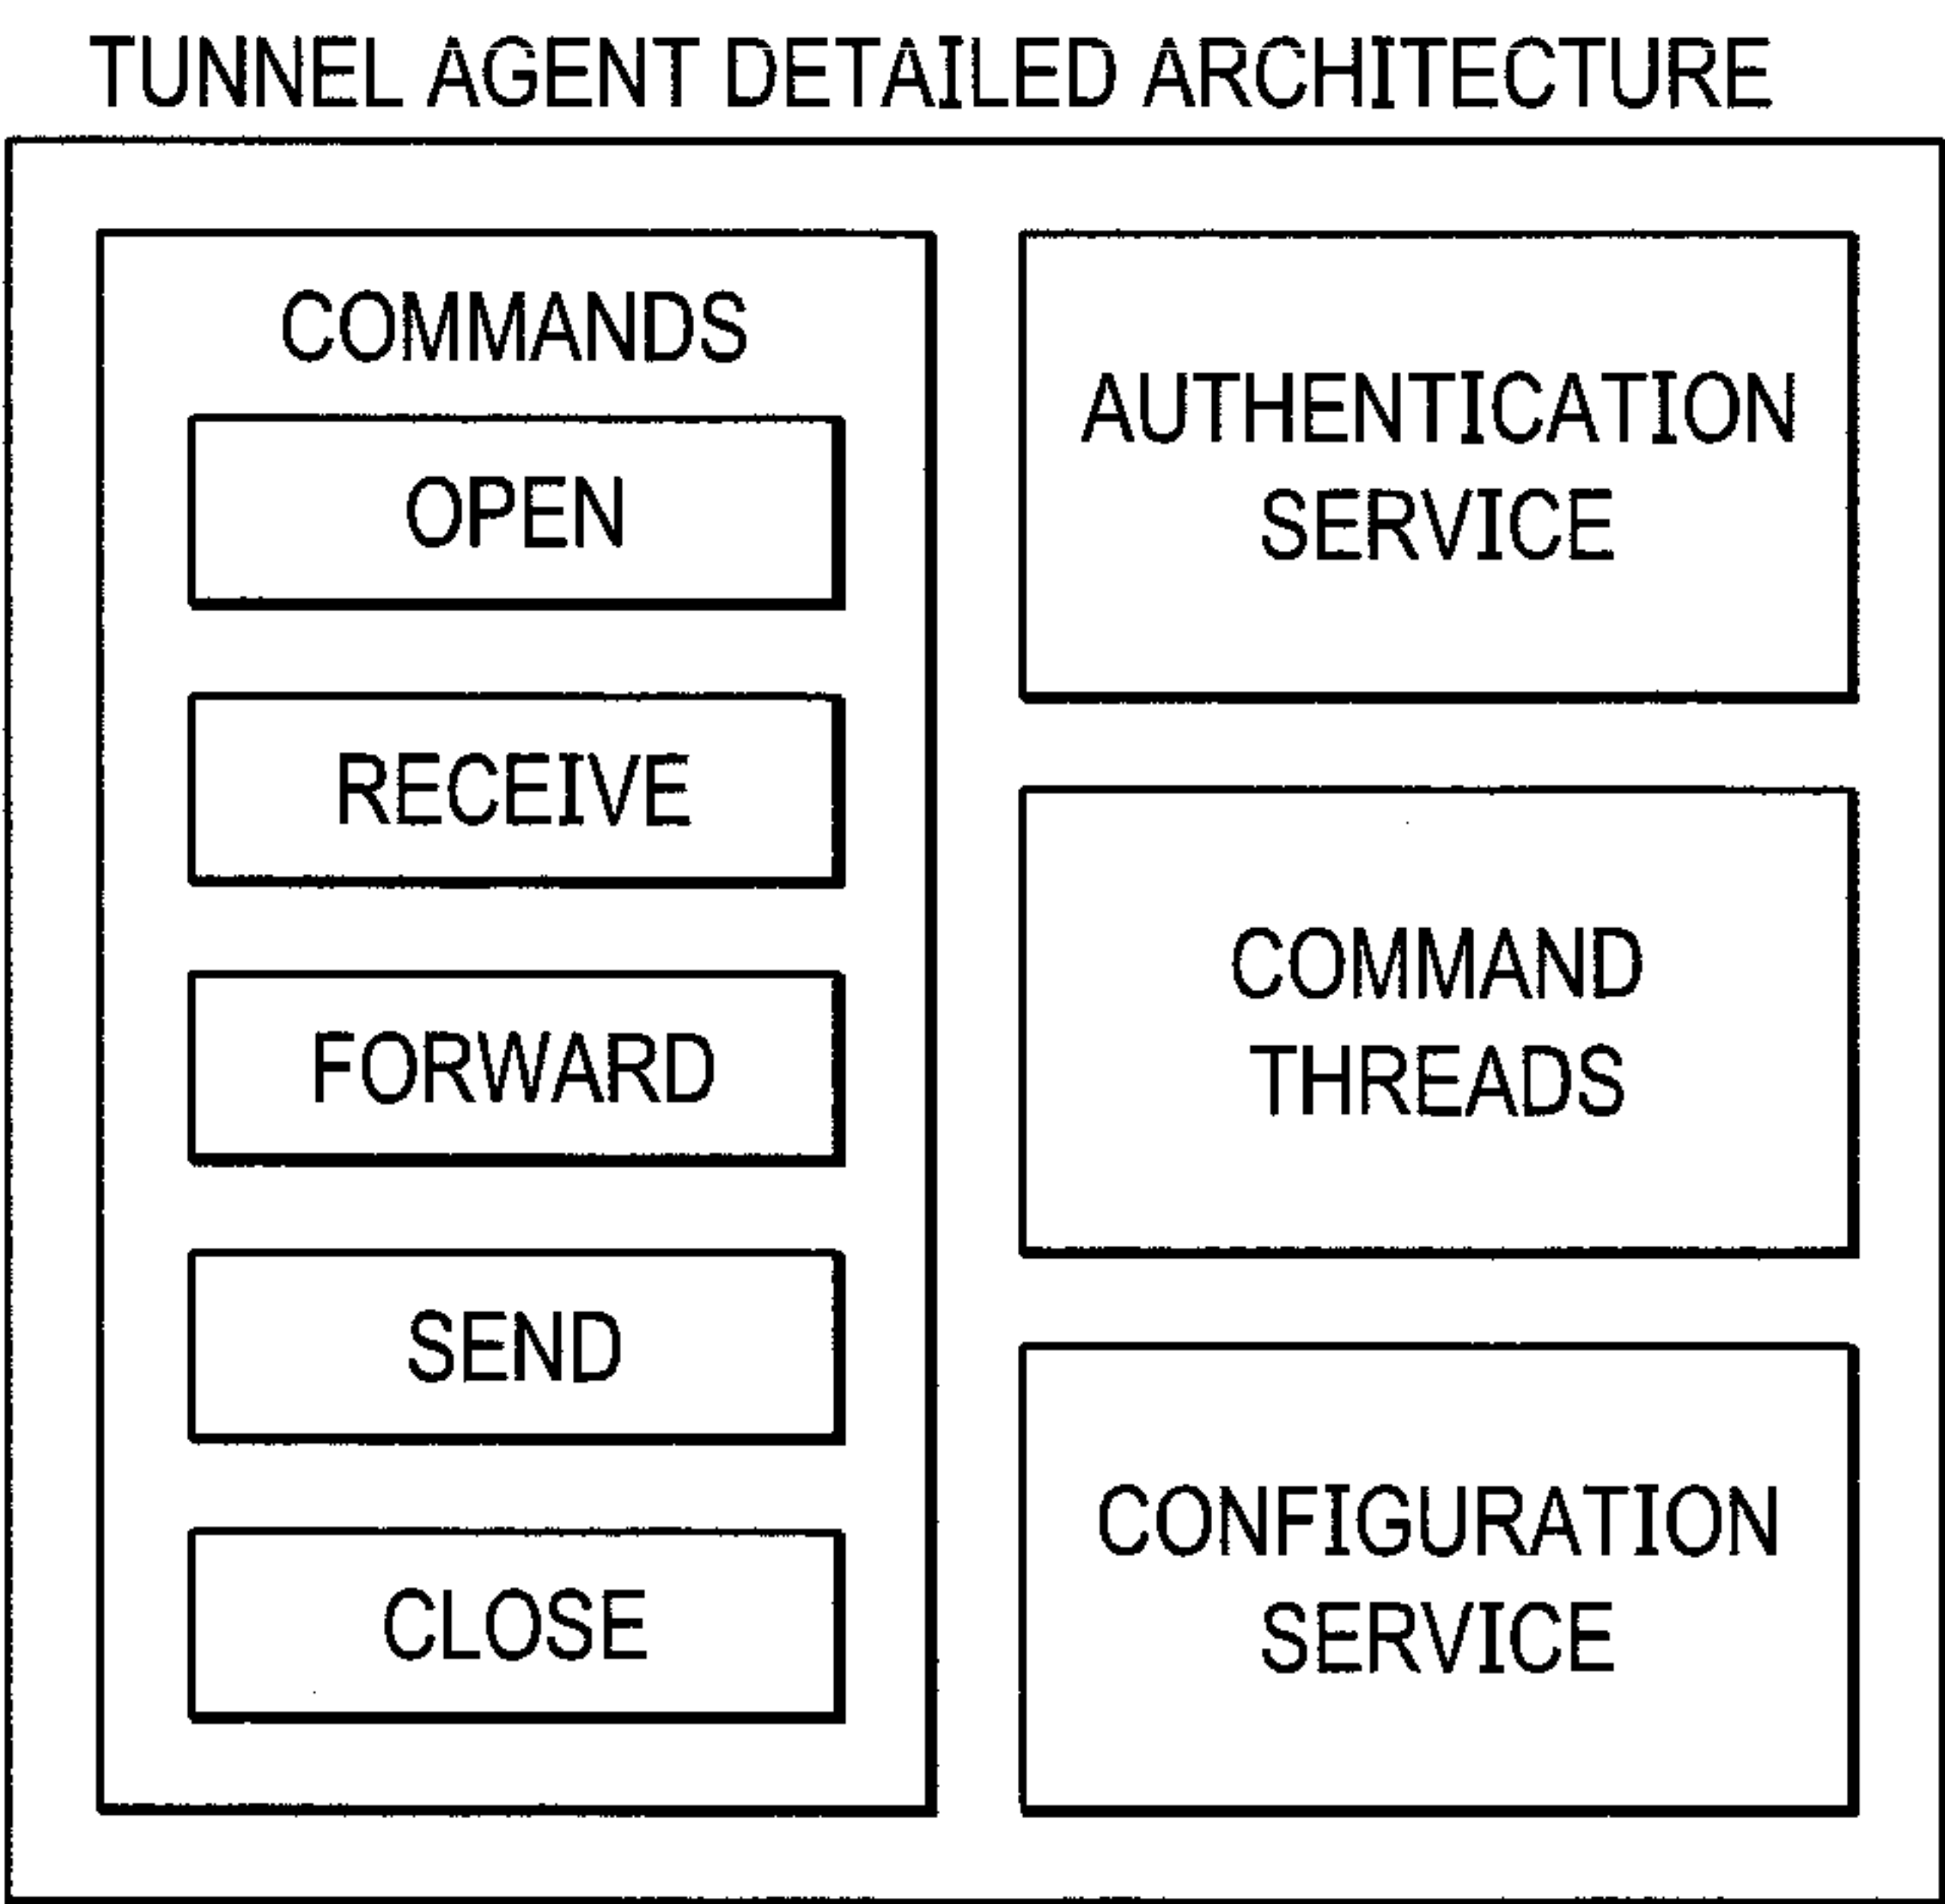 TUNNEL AGENT DETAILED ARCHITECTURE
COMMANDS
OPEN
RECEIVE
FORWARD
SEND
CLOSE
AUTHENTICATION
SERVICE
COMMAND
THREADS
CONFIGURATION
SERVICE